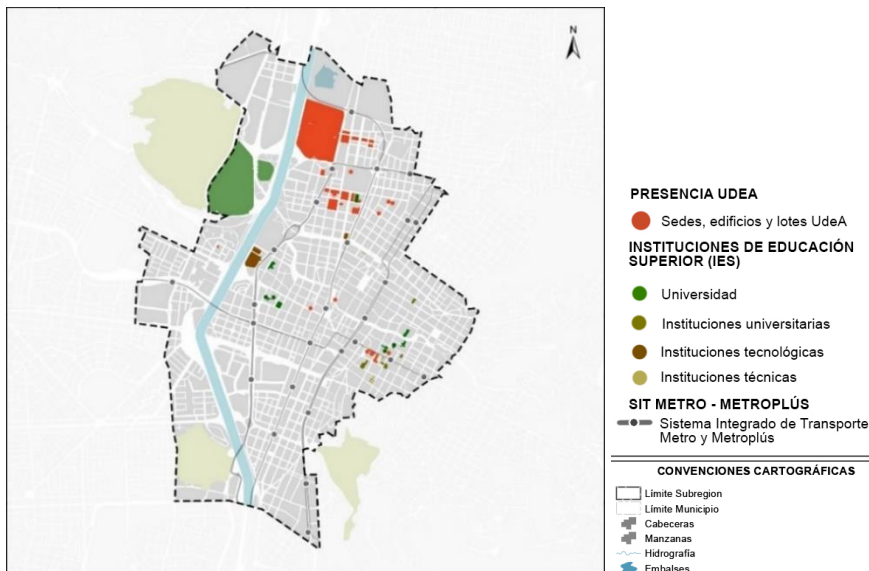 N
PRESENCIA UDEA
Sedes, edificios y lotes UdeA
INSTITUCIONES DE EDUCACIÓN
SUPERIOR (IES)
Universidad
Instituciones universitarias
Instituciones tecnológicas
Instituciones técnicas
SIT METRO - METROPLÚS
Sistema Integrado de Transporte
Metro y Metroplús
CONVENCIONES CARTOGRÁFICAS
Límite Subregion
Límite Municipio
Cabeceras
Manzanas
Hidrografía
Embalses